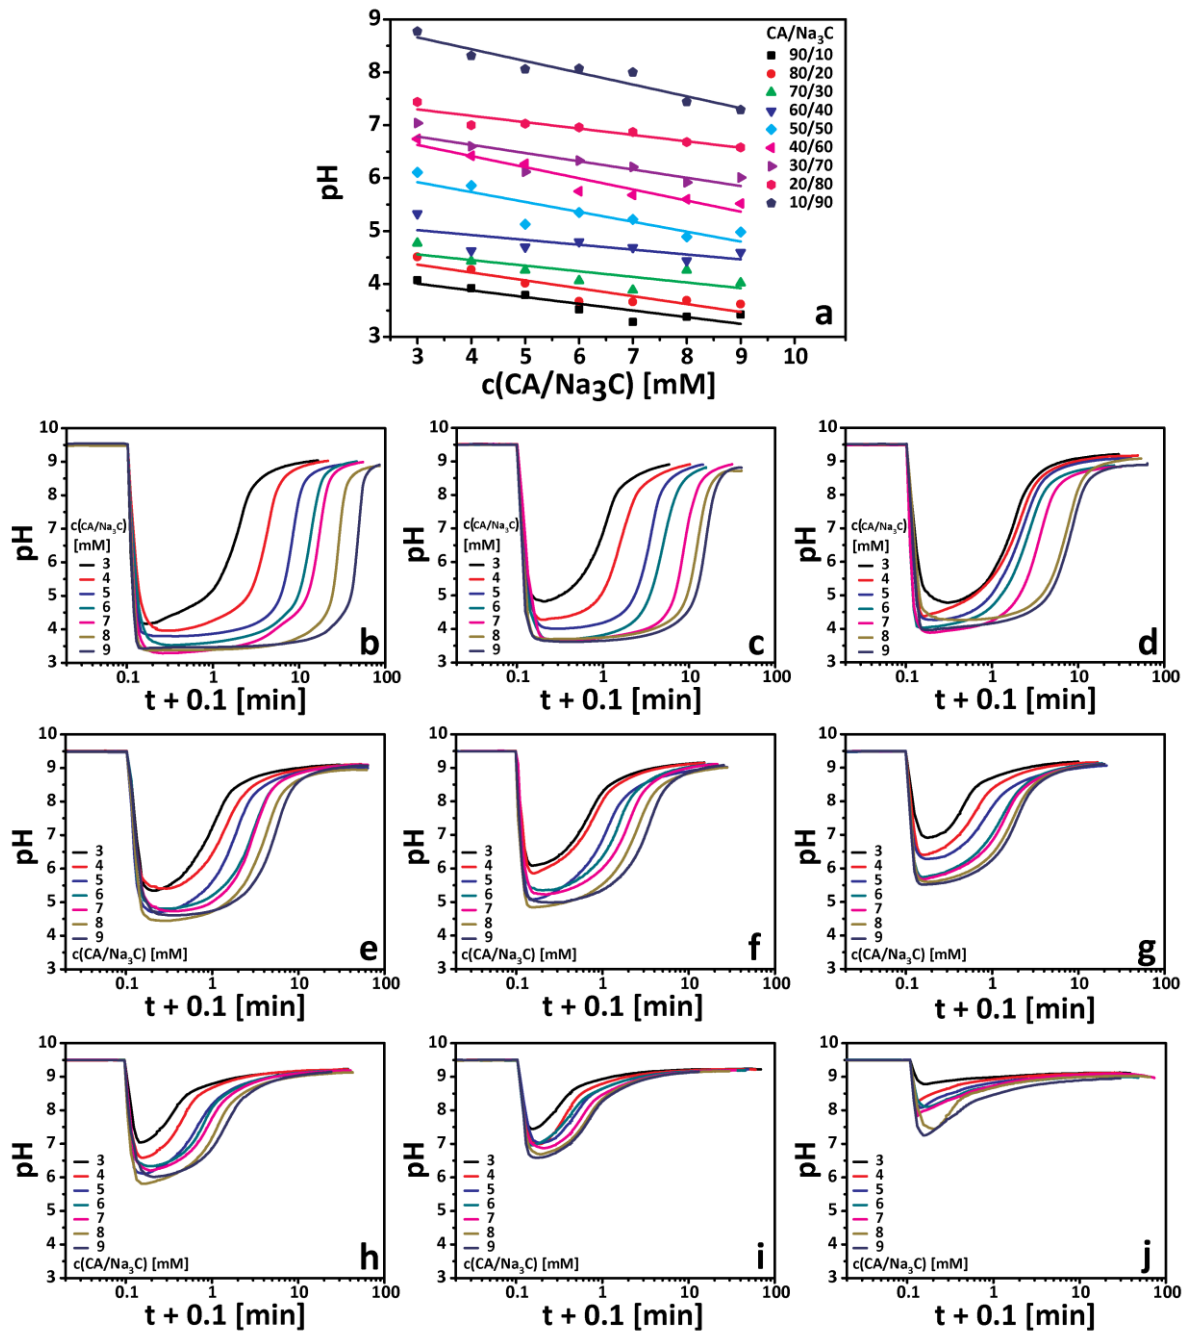 9
8
7
6
5
4
3
pH
CA/Na₃C
90/10
80/20
70/30
60/40
50/50
40/60
30/70
20/80
10/90
a
3 4 5 6 7 8 9 10
c(CA/Na₃C) [mM]
10
9
8
7
6
5
4
3
pH
c(CA/Na₃C)
[mM]
3
4
5
6
7
8
9
b
0.1 1 10 100
t + 0.1 [min]
10
9
8
7
6
5
4
3
pH
c(CA/Na₃C)
[mM]
3
4
5
6
7
8
9
c
0.1 1 10 100
t + 0.1 [min]
10
9
8
7
6
5
4
3
pH
c(CA/Na₃C)
[mM]
3
4
5
6
7
8
9
d
0.1 1 10 100
t + 0.1 [min]
10
9
8
7
6
5
4
3
pH
3
4
5
6
7
8
9
c(CA/Na₃C) [mM]
e
0.1 1 10 100
t + 0.1 [min]
10
9
8
7
6
5
4
3
pH
3
4
5
6
7
8
9
c(CA/Na₃C) [mM]
f
0.1 1 10 100
t + 0.1 [min]
10
9
8
7
6
5
4
3
pH
3
4
5
6
7
8
9
c(CA/Na₃C) [mM]
g
0.1 1 10 100
t + 0.1 [min]
10
9
8
7
6
5
4
3
pH
3
4
5
6
7
8
9
c(CA/Na₃C) [mM]
h
0.1 1 10 100
t + 0.1 [min]
10
9
8
7
6
5
4
3
pH
3
4
5
6
7
8
9
c(CA/Na₃C) [mM]
i
0.1 1 10 100
t + 0.1 [min]
10
9
8
7
6
5
4
3
pH
3
4
5
6
7
8
9
c(CA/Na₃C) [mM]
j
0.1 1 10 100
t + 0.1 [min]